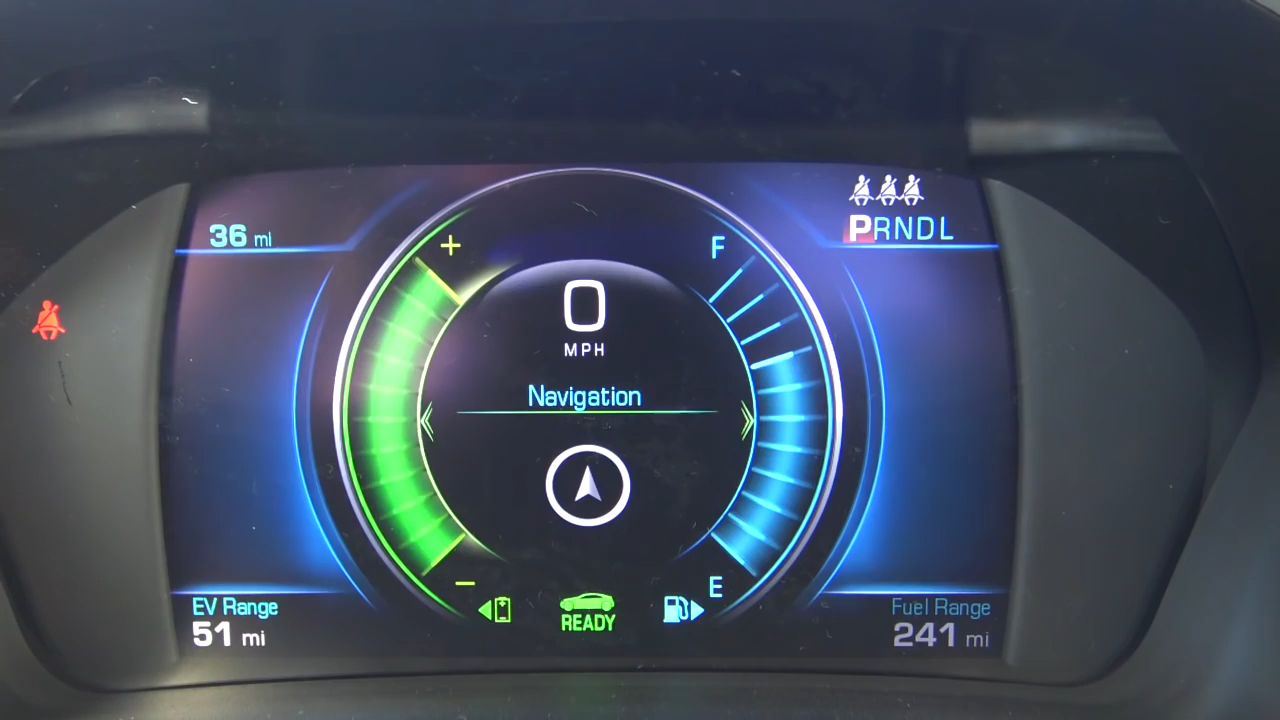 36 mi
PRNDL
+
F
0
MPH
Navigation
−
E
EV Range
51 mi
READY
Fuel Range
241 mi